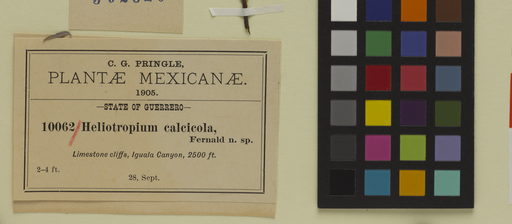 C. G. PRINGLE,
PLANTÆ MEXICANÆ.
1905.
—STATE OF GUERRERO—
10062 Heliotropium calcicola,
Fernald n. sp.
Limestone cliffs, Iguala Canyon, 2500 ft.
2–4 ft.
28, Sept.